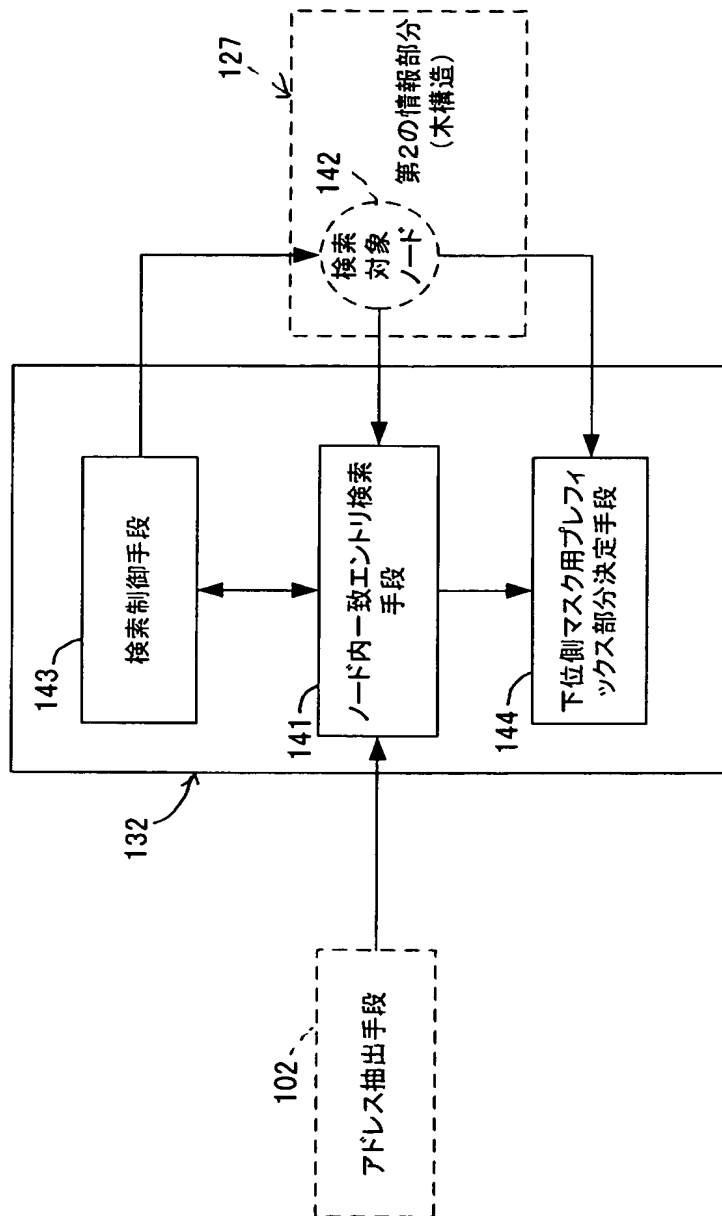 102
アドレス抽出手段
132
143
検索制御手段
141
ノード内一致エントリ検索
手段
144
下位側マスク用プレフィ
ックス部分決定手段
127
142
検索
対象
ノード
第2の情報部分
(木構造)